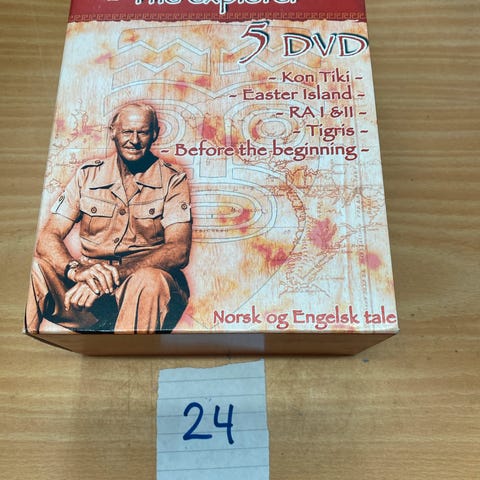 - The explorer
5 DVD
- Kon Tiki -
- Easter Island -
- RA I & II -
- Tigris -
- Before the beginning -
Norsk og Engelsk tale
24